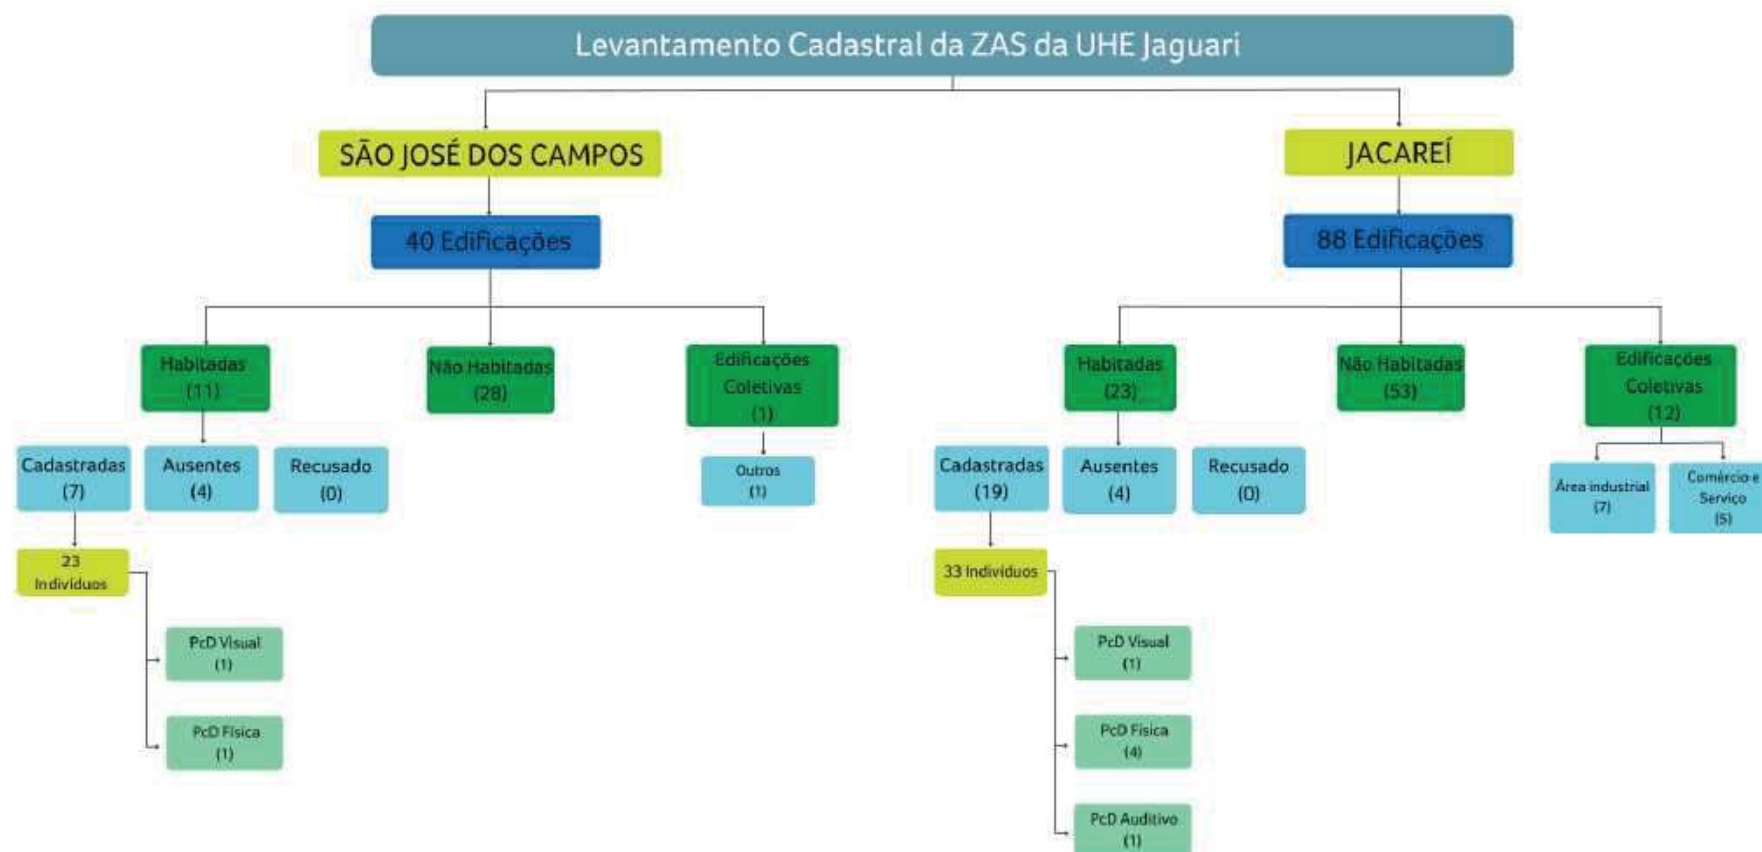 Levantamento Cadastral da ZAS da UHE Jaguari
SÃO JOSÉ DOS CAMPOS
40 Edificações
Habitadas
(11)
Não Habitadas
(28)
Edificações
Coletivas
(1)
Cadastradas
(7)
Ausentes
(4)
Recusado
(0)
Outros
(1)
23
Indivíduos
PcD Visual
(1)
PcD Física
(1)
JACAREÍ
88 Edificações
Habitadas
(23)
Não Habitadas
(53)
Edificações
Coletivas
(12)
Cadastradas
(19)
Ausentes
(4)
Recusado
(0)
Área industrial
(7)
Comércio e
Serviço
(5)
33 Indivíduos
PcD Visual
(1)
PcD Física
(4)
PcD Auditivo
(1)